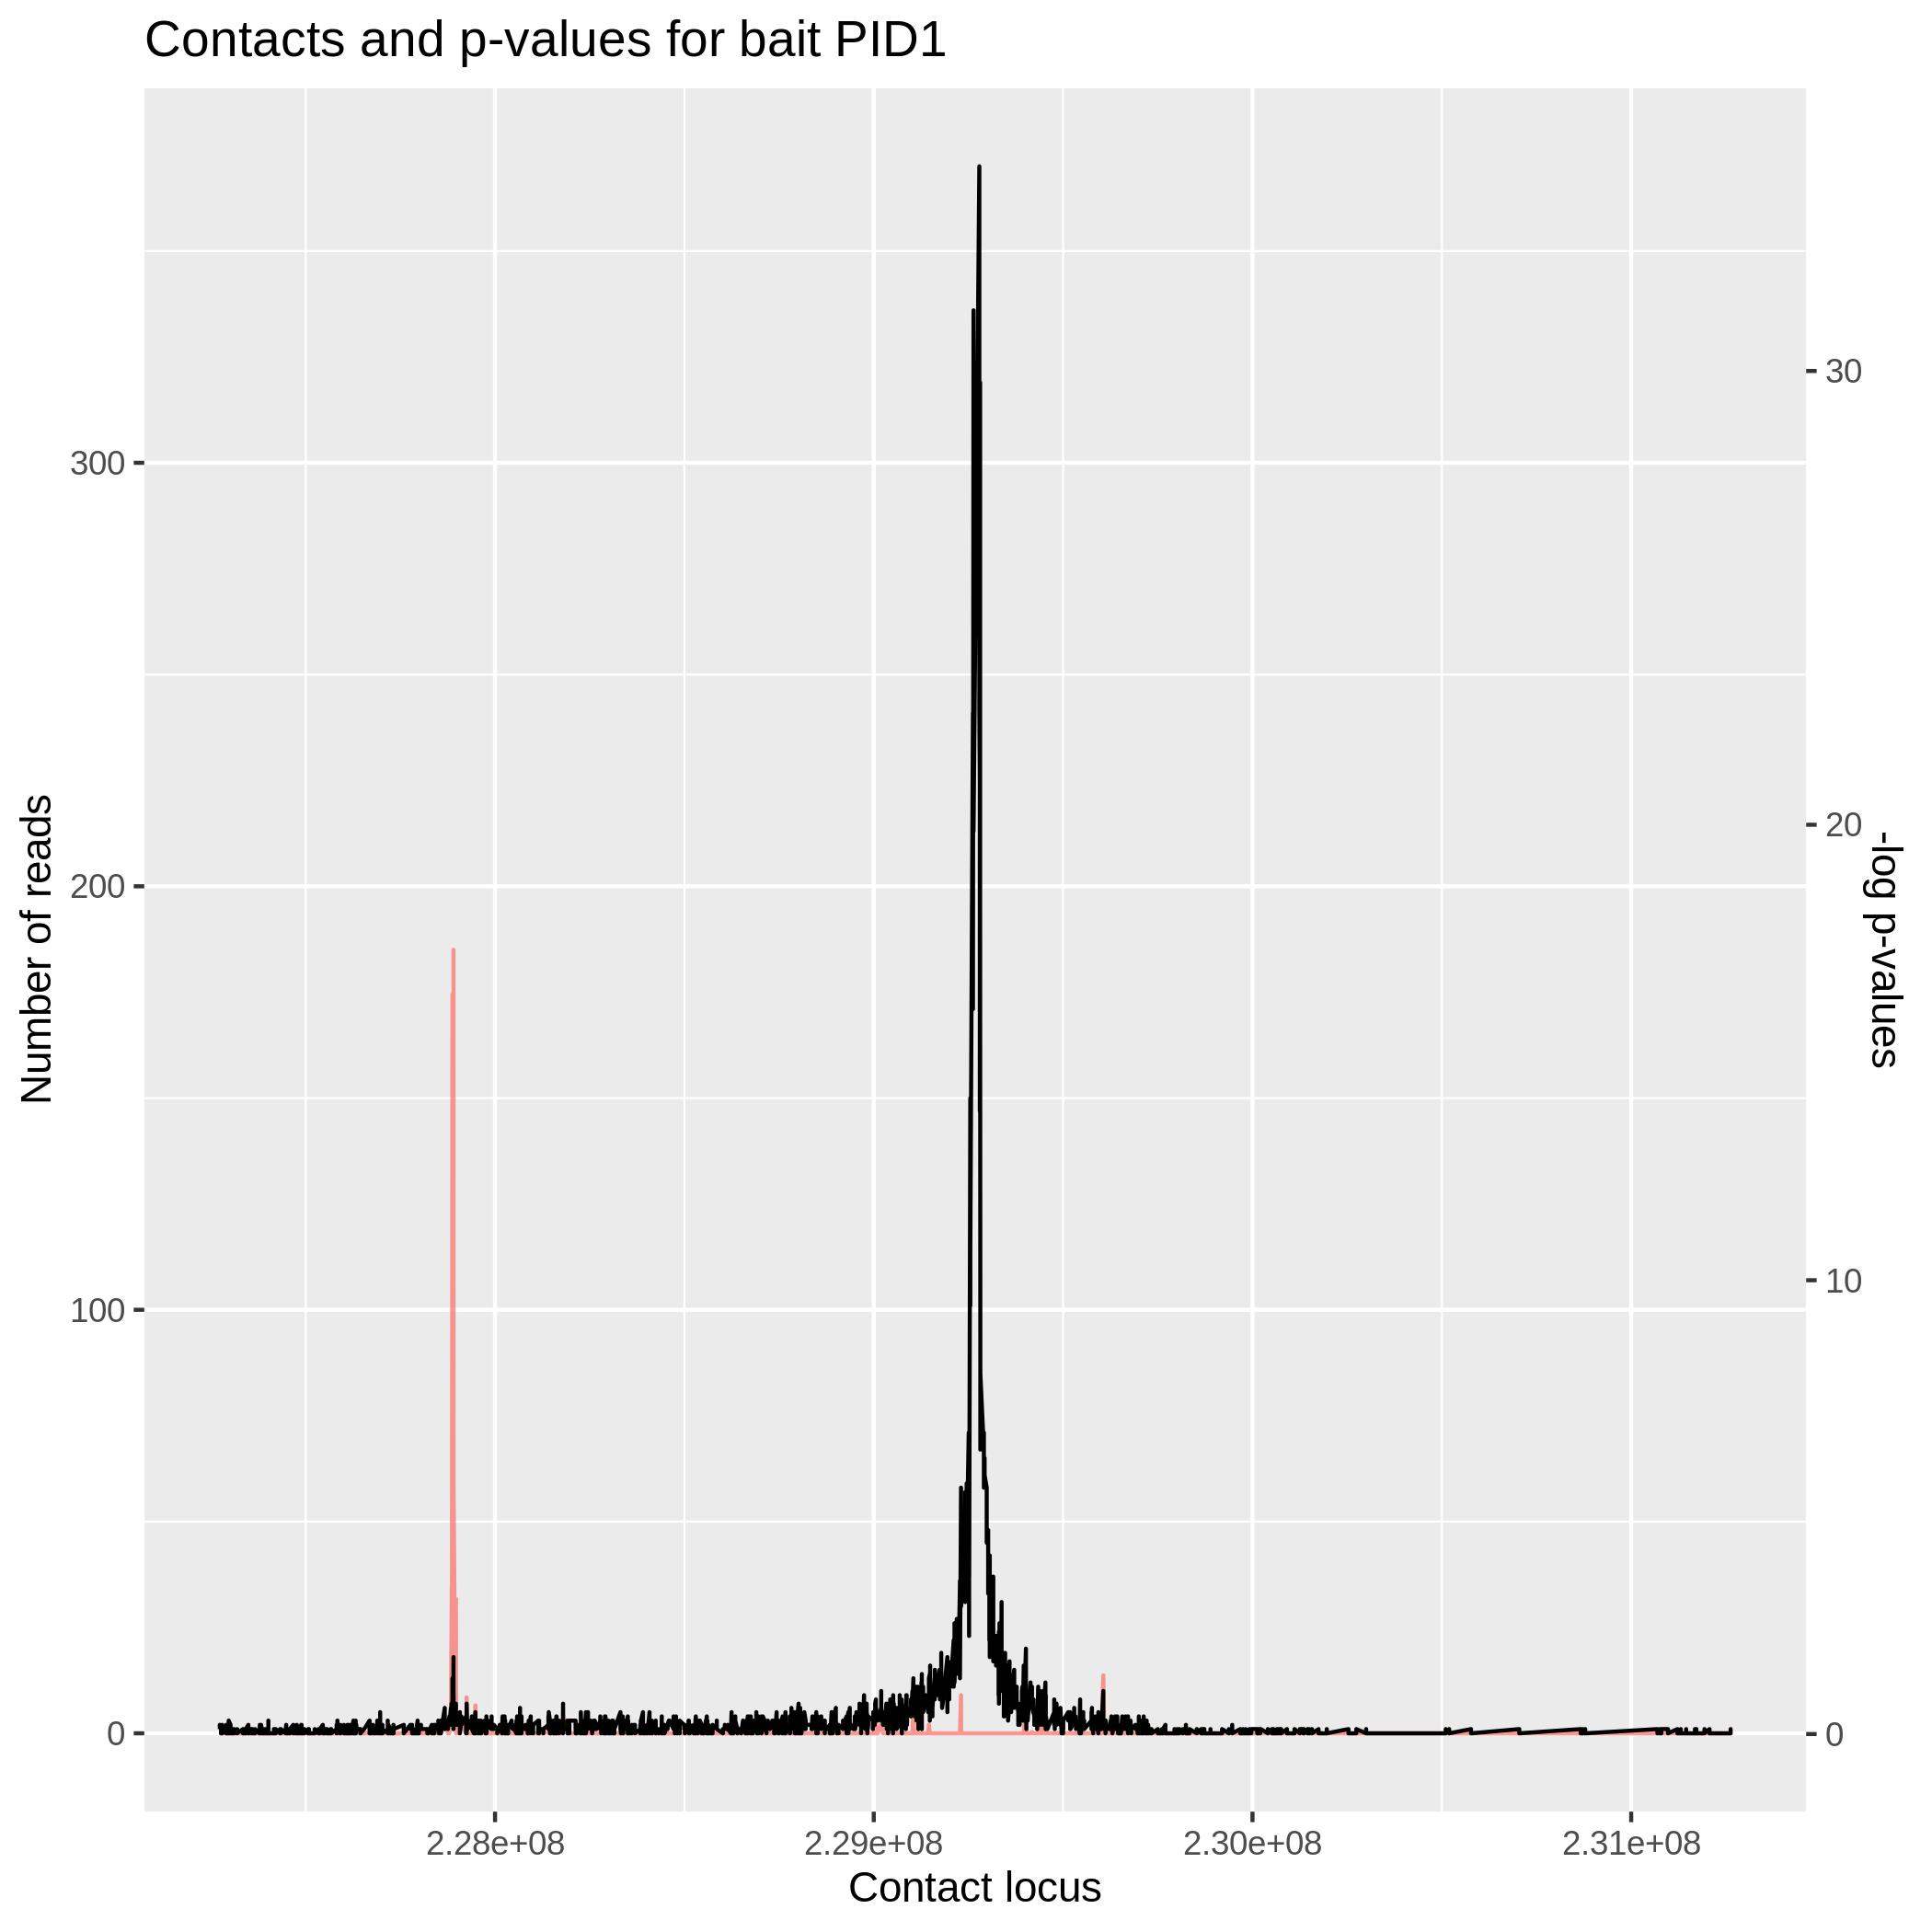 Contacts and p-values for bait PID1
Number of reads
300
200
100
0
30
20
10
0
-log p-values
2.28e+08
2.29e+08
2.30e+08
2.31e+08
Contact locus